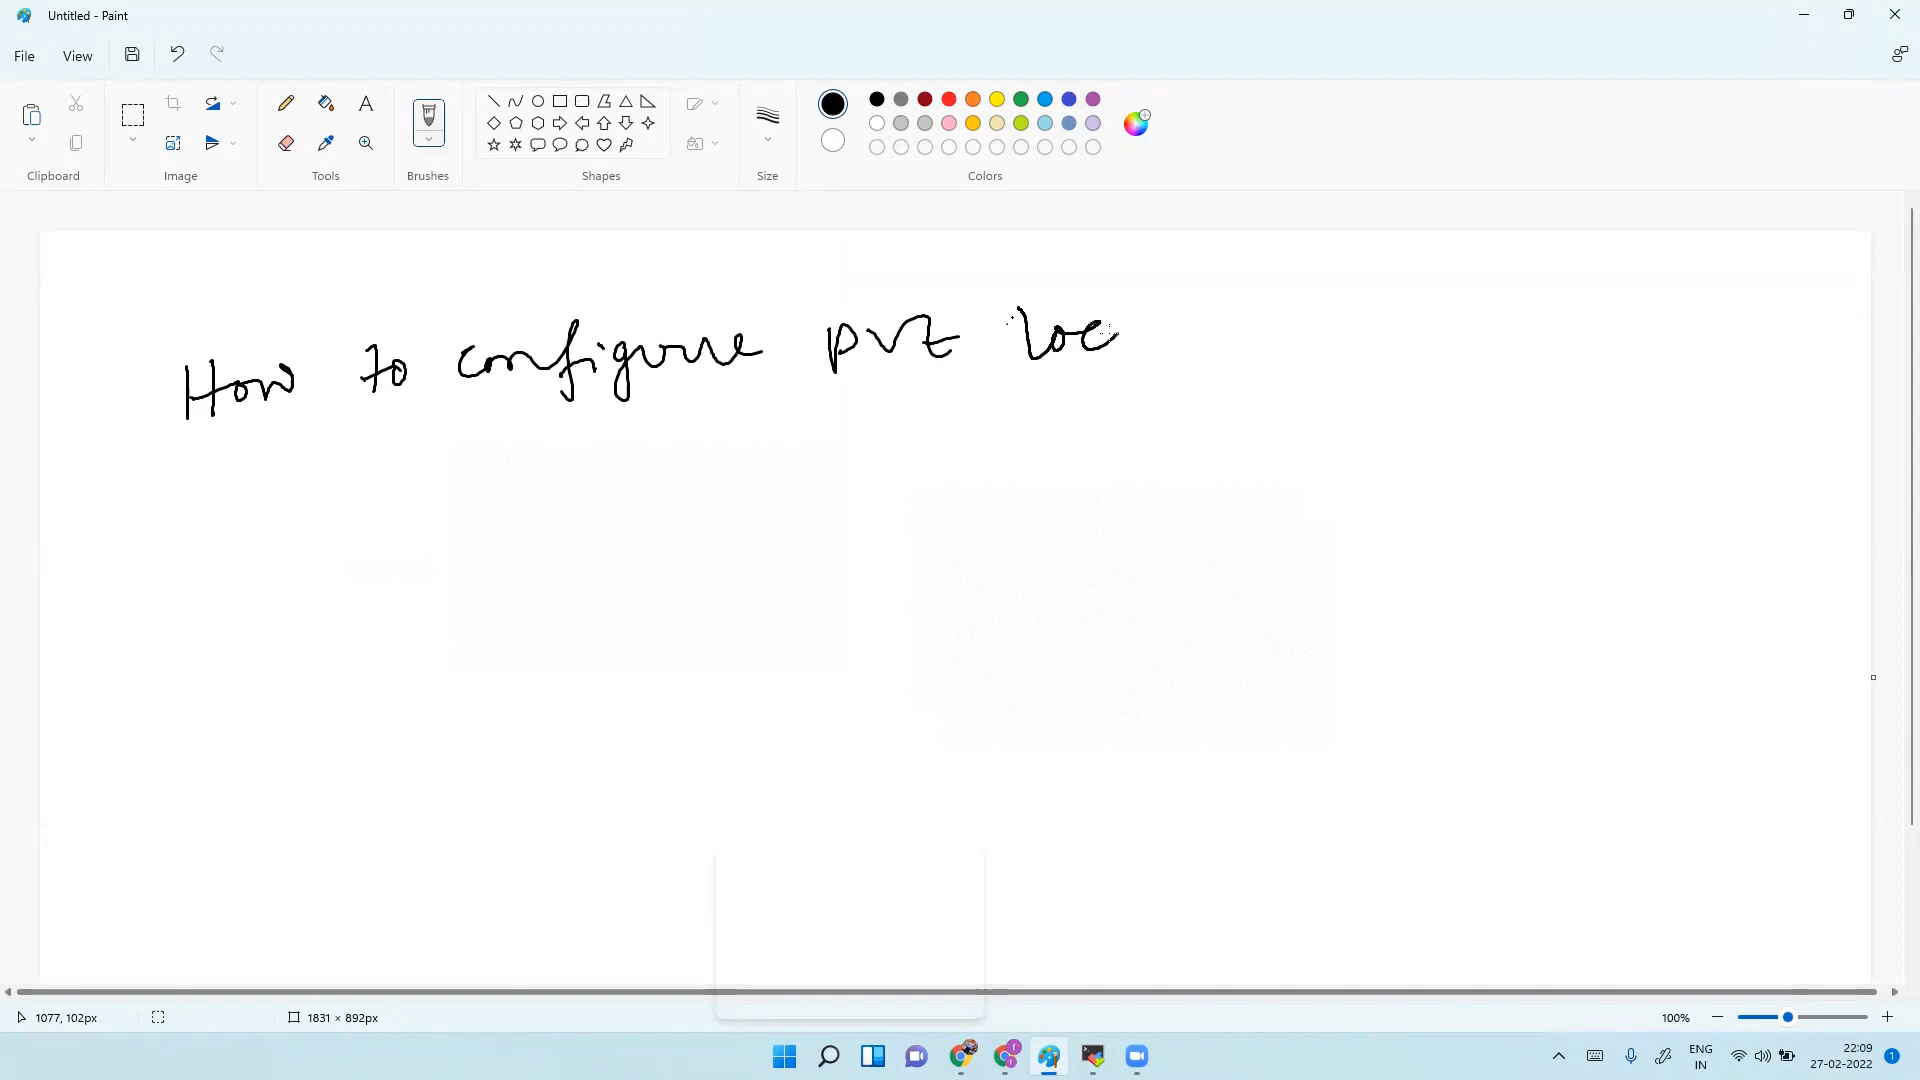 Untitled - Paint
File
View
Clipboard
Image
Tools
Brushes
Shapes
Size
Colors
How to configure pvt loc
1077, 102px
1831 × 892px
100%
ENG
IN
22:09
27-02-2022
1